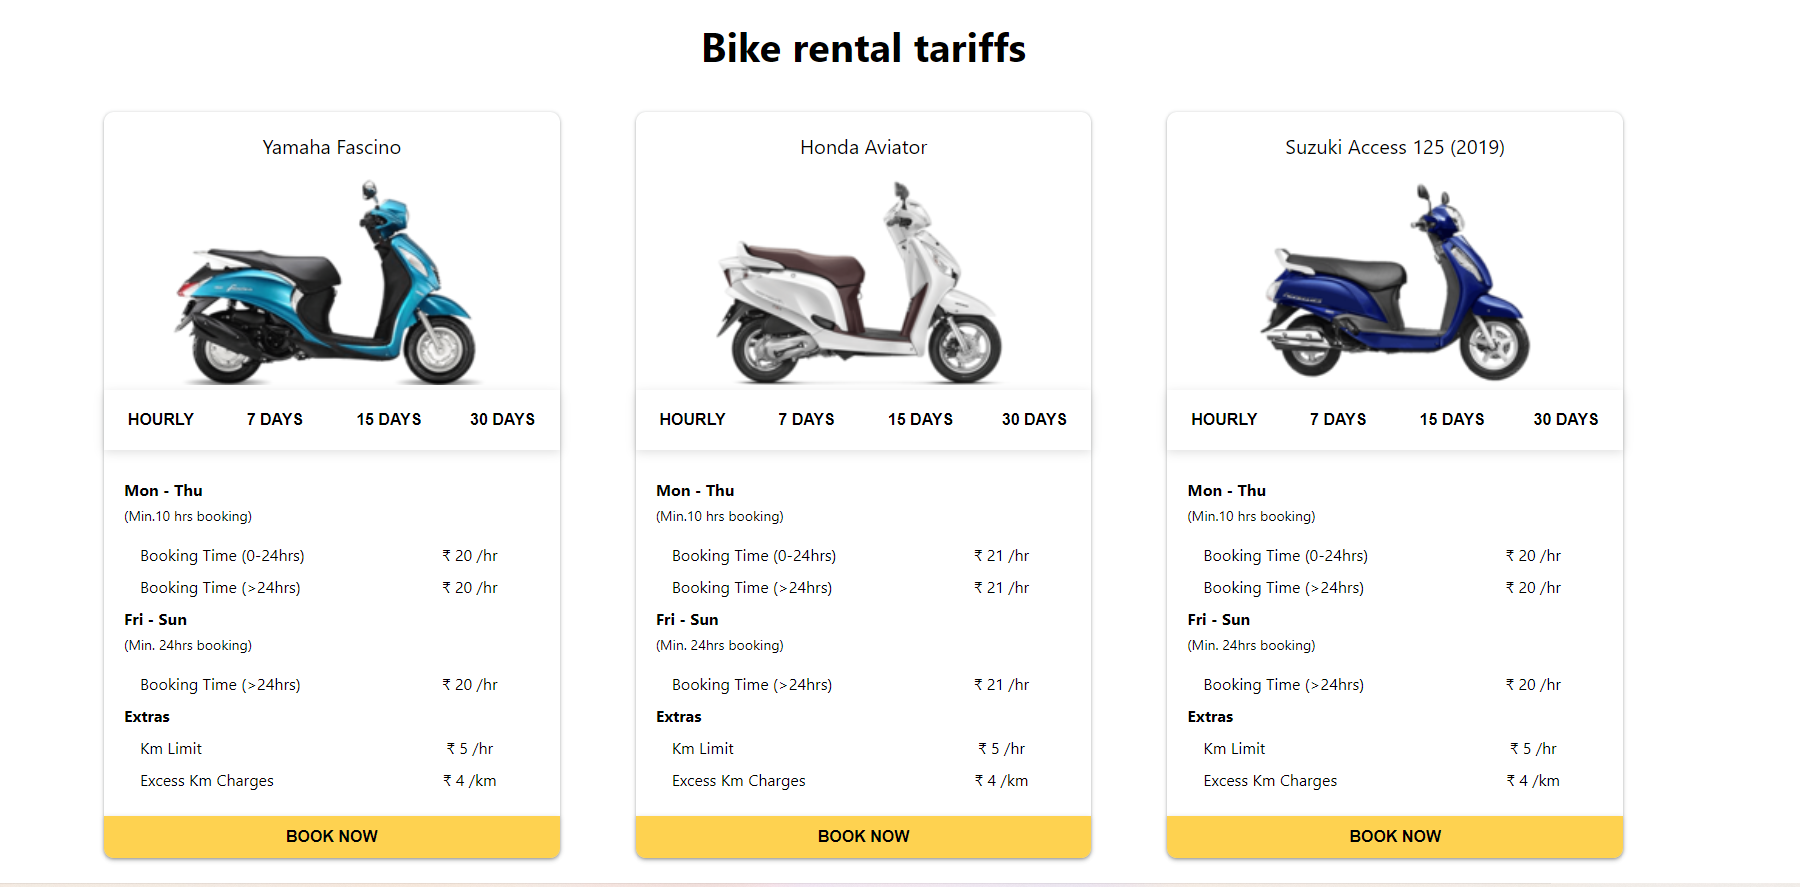 Bike rental tariffs
Yamaha Fascino
HOURLY 7 DAYS 15 DAYS 30 DAYS
Mon - Thu
(Min.10 hrs booking)
Booking Time (0-24hrs) ₹ 20 /hr
Booking Time (>24hrs) ₹ 20 /hr
Fri - Sun
(Min. 24hrs booking)
Booking Time (>24hrs) ₹ 20 /hr
Extras
Km Limit ₹ 5 /hr
Excess Km Charges ₹ 4 /km
BOOK NOW
Honda Aviator
HOURLY 7 DAYS 15 DAYS 30 DAYS
Mon - Thu
(Min.10 hrs booking)
Booking Time (0-24hrs) ₹ 21 /hr
Booking Time (>24hrs) ₹ 21 /hr
Fri - Sun
(Min. 24hrs booking)
Booking Time (>24hrs) ₹ 21 /hr
Extras
Km Limit ₹ 5 /hr
Excess Km Charges ₹ 4 /km
BOOK NOW
Suzuki Access 125 (2019)
HOURLY 7 DAYS 15 DAYS 30 DAYS
Mon - Thu
(Min.10 hrs booking)
Booking Time (0-24hrs) ₹ 20 /hr
Booking Time (>24hrs) ₹ 20 /hr
Fri - Sun
(Min. 24hrs booking)
Booking Time (>24hrs) ₹ 20 /hr
Extras
Km Limit ₹ 5 /hr
Excess Km Charges ₹ 4 /km
BOOK NOW